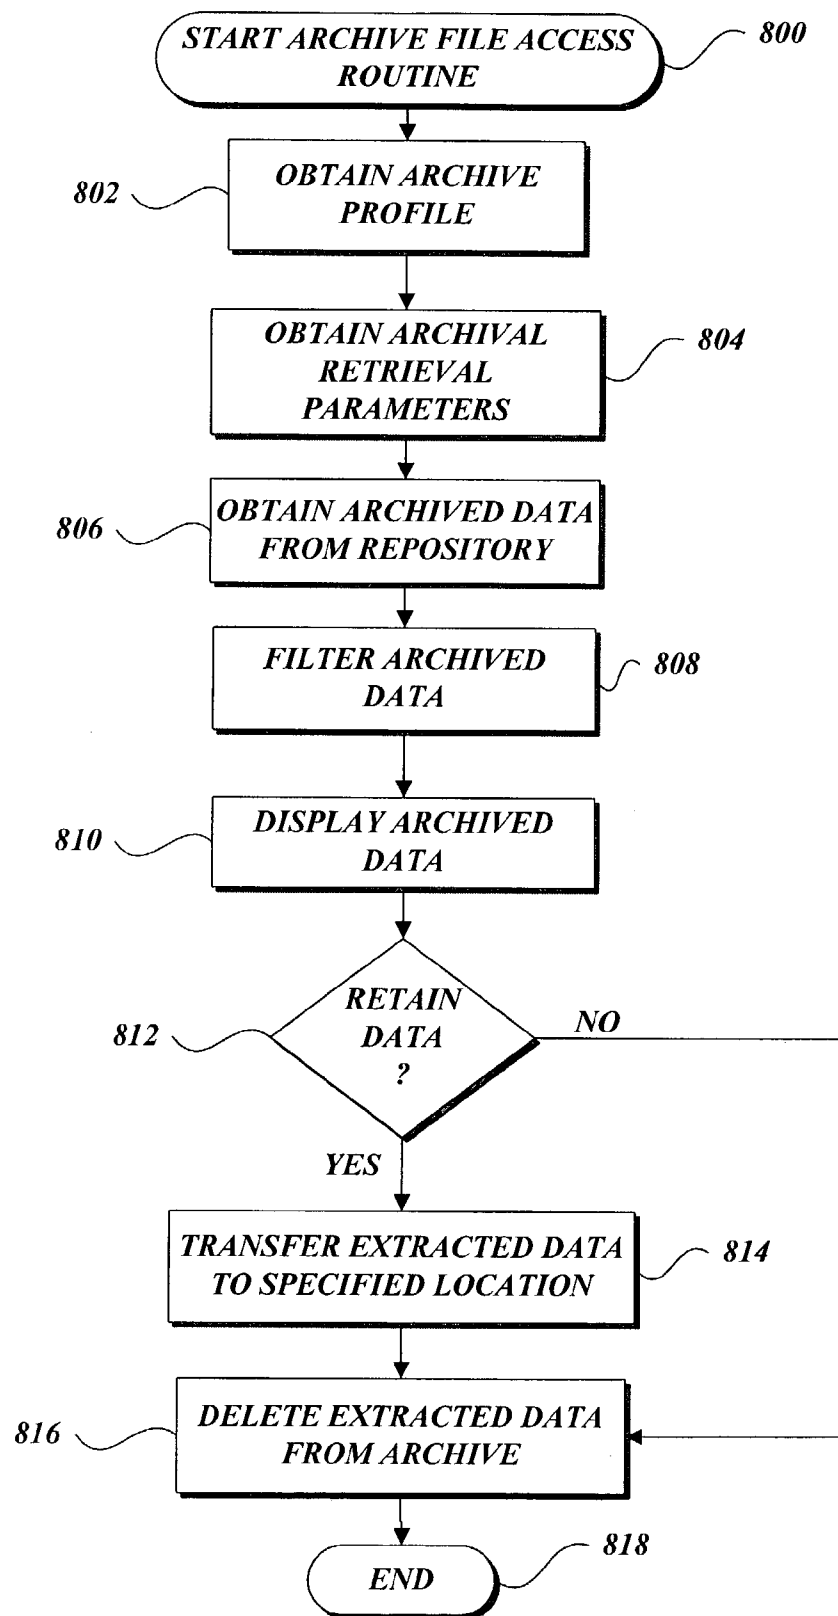 START ARCHIVE FILE ACCESS
ROUTINE
800
802
OBTAIN ARCHIVE
PROFILE
OBTAIN ARCHIVAL
RETRIEVAL
PARAMETERS
804
806
OBTAIN ARCHIVED DATA
FROM REPOSITORY
FILTER ARCHIVED
DATA
808
810
DISPLAY ARCHIVED
DATA
812
RETAIN
DATA
?
NO
YES
TRANSFER EXTRACTED DATA
TO SPECIFIED LOCATION
814
816
DELETE EXTRACTED DATA
FROM ARCHIVE
END
818